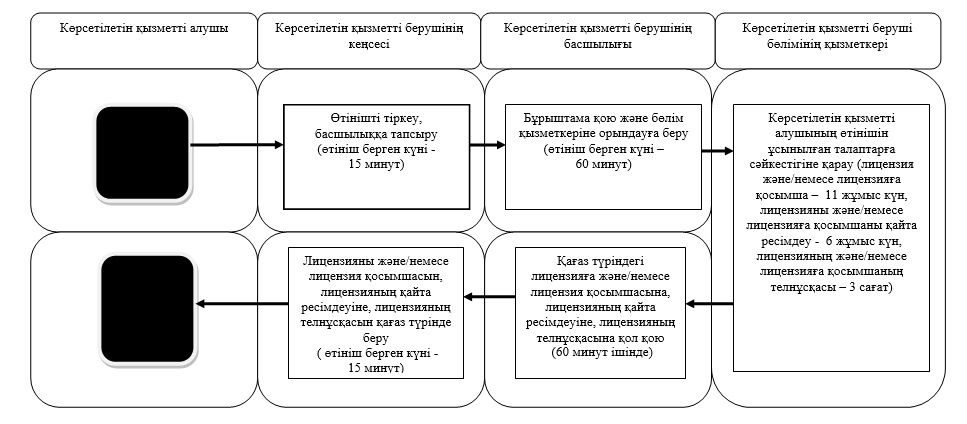 Көрсетілетін қызметті алушы
Көрсетілетін қызметті берушінің
кеңсесі
Көрсетілетін қызметті берушінің
басшылығы
Көрсетілетін қызметті беруші
бөлімінің қызметкері
Өтінішті тіркеу,
басшылыққа тапсыру
(өтініш берген күні -
15 минут)
Бұрыштама қою және бөлім
қызметкеріне орындауға беру
(өтініш берген күні –
60 минут)
Көрсетілетін қызметті
алушының өтінішін
ұсынылған талаптарға
сәйкестігіне қарау (лицензия
және/немесе лицензияға
қосымша – 11 жұмыс күн,
лицензияны және/немесе
лицензияға қосымшаны қайта
ресімдеу - 6 жұмыс күн,
лицензияның және/немесе
лицензияға қосымшаның
телнұсқасы – 3 сағат)
Лицензияны және/немесе
лицензия қосымшасын,
лицензияның қайта
ресімдеуіне, лицензияның
телнұсқасын қағаз түрінде
беру
( өтініш берген күні -
15 минут)
Қағаз түріндегі
лицензияға және/немесе
лицензия қосымшасына,
лицензияның қайта
ресімдеуіне, лицензияның
телнұсқасына қол қою
(60 минут ішінде)